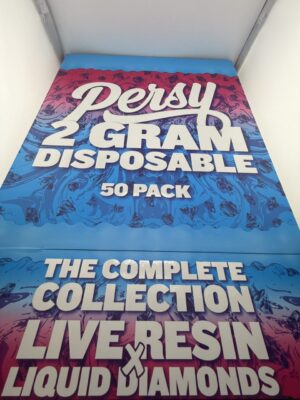 Persy
2 GRAM
DISPOSABLE
50 PACK
THE COMPLETE
COLLECTION
LIVE RESIN
X
LIQUID DIAMONDS